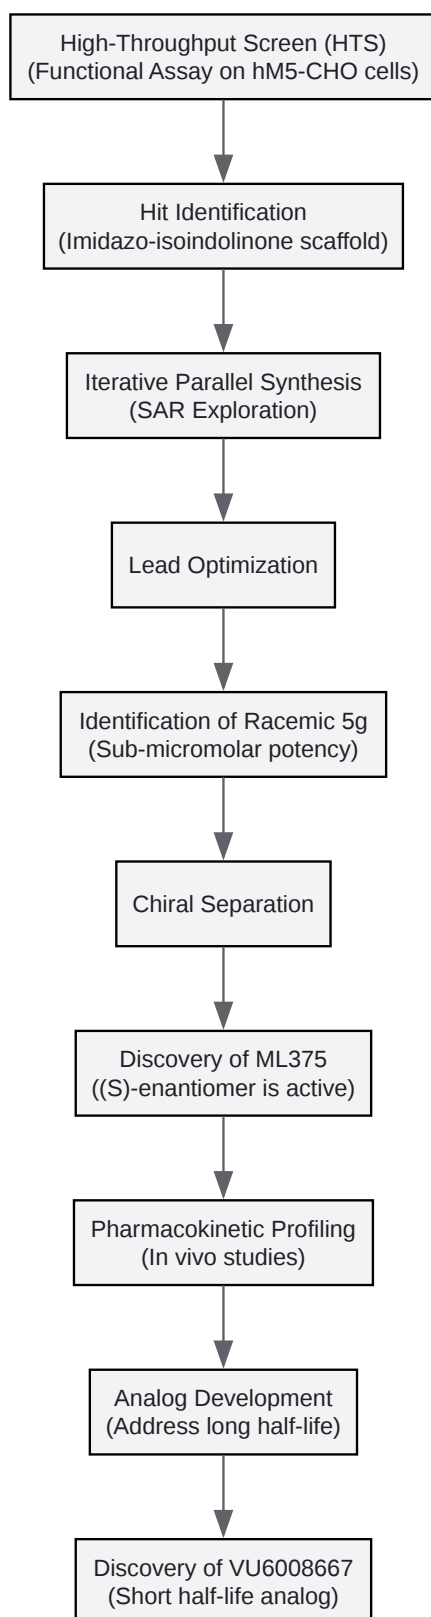 High-Throughput Screen (HTS)
(Functional Assay on hM5-CHO cells)
Hit Identification
(Imidazo-isoindolinone scaffold)
Iterative Parallel Synthesis
(SAR Exploration)
Lead Optimization
Identification of Racemic 5g
(Sub-micromolar potency)
Chiral Separation
Discovery of ML375
((S)-enantiomer is active)
Pharmacokinetic Profiling
(In vivo studies)
Analog Development
(Address long half-life)
Discovery of VU6008667
(Short half-life analog)